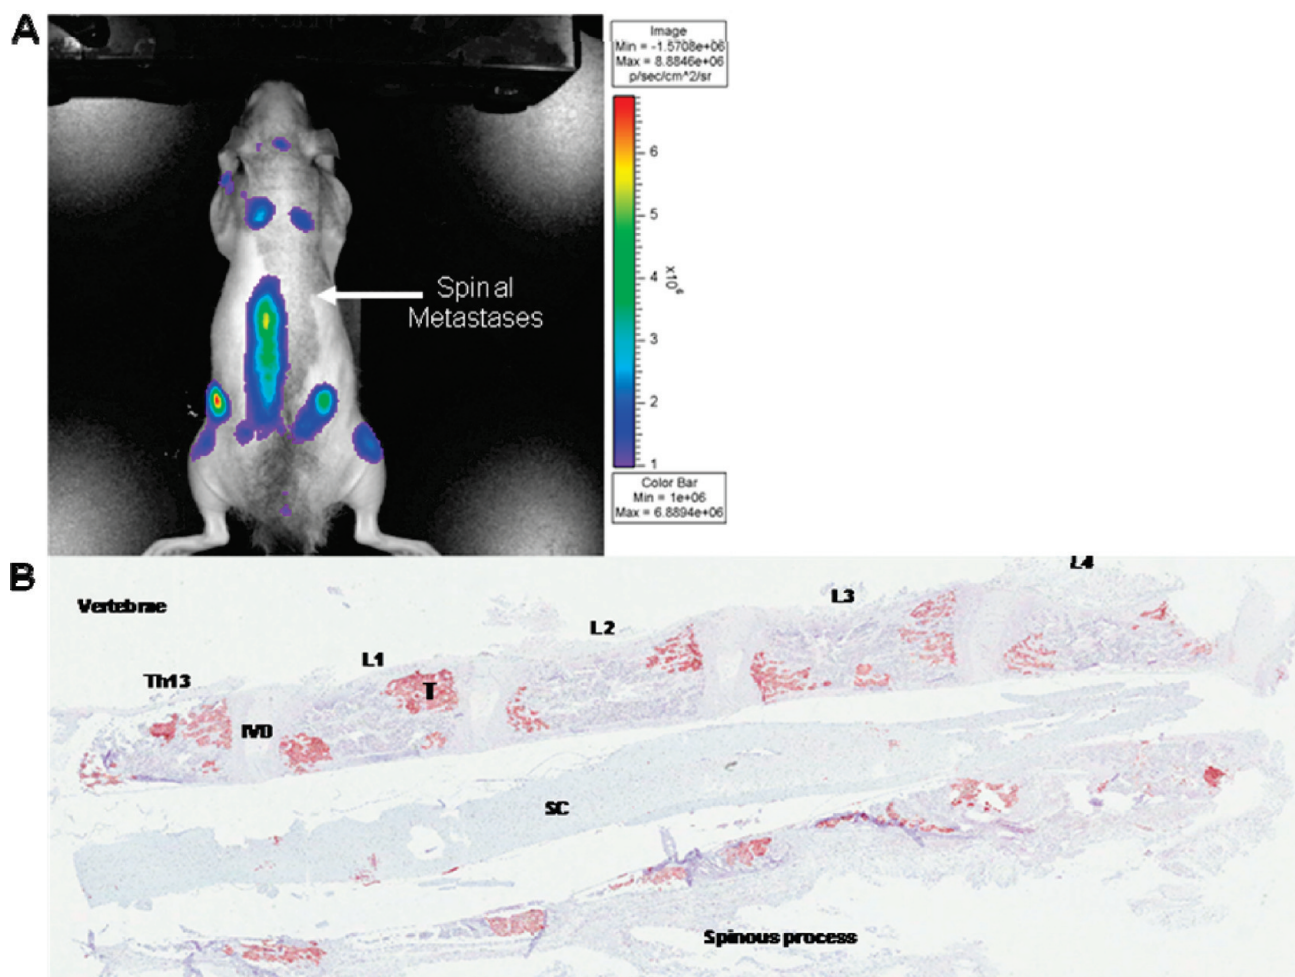 A
Image
Min = -1.5708e+06
Max = 8.8846e+06
p/sec/cm^2/sr
6
5
4
3
2
1
x10^6
Spinal
Metastases
Color Bar
Min = 1e+06
Max = 6.8894e+06
B
Vertebrae
L4
L3
L2
L1
Th13
T
IVD
SC
Spinous process